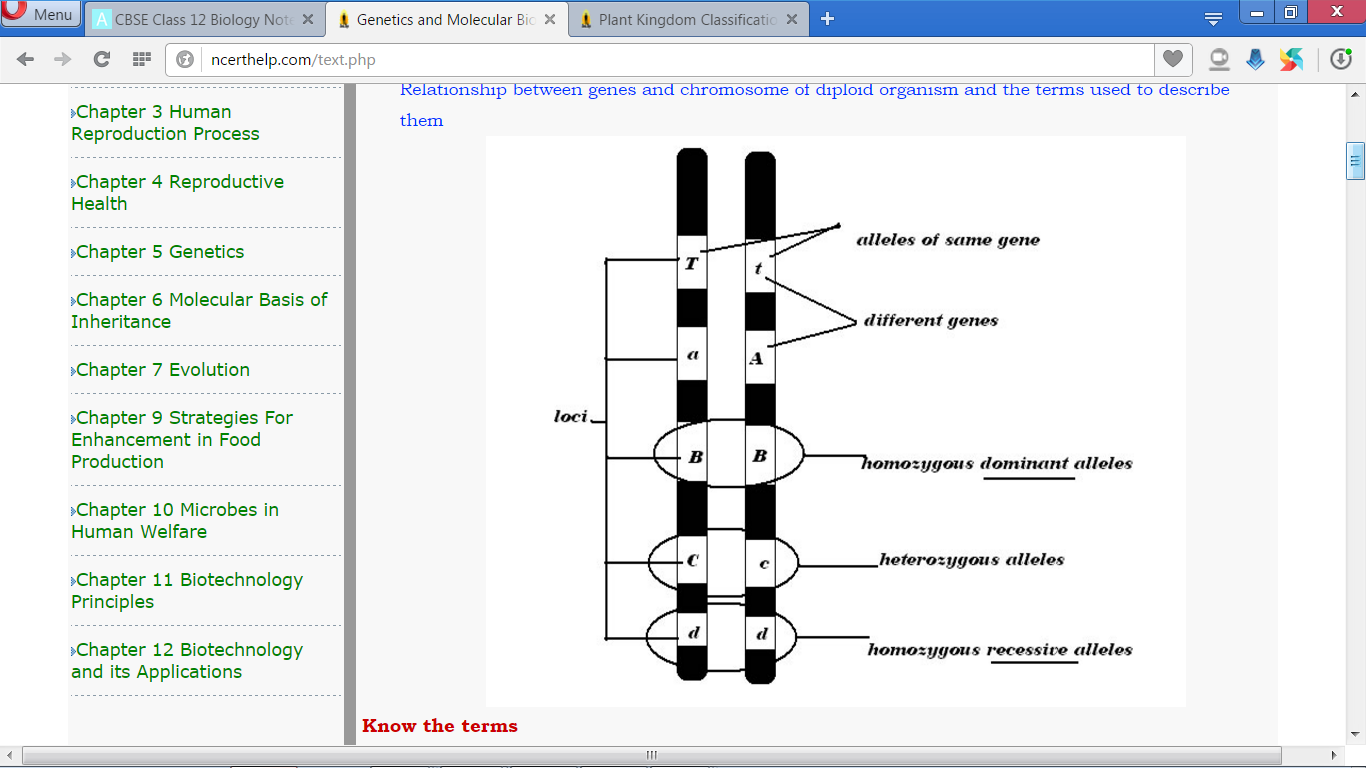 Menu
CBSE Class 12 Biology Note
Genetics and Molecular Bio
Plant Kingdom Classificatio
ncerthelp.com/text.php
Chapter 3 Human
Reproduction Process
Chapter 4 Reproductive
Health
Chapter 5 Genetics
Chapter 6 Molecular Basis of
Inheritance
Chapter 7 Evolution
Chapter 9 Strategies For
Enhancement in Food
Production
Chapter 10 Microbes in
Human Welfare
Chapter 11 Biotechnology
Principles
Chapter 12 Biotechnology
and its Applications
Relationship between genes and chromosome of diploid organism and the terms used to describe
them
alleles of same gene
T t
different genes
a A
loci
B B
homozygous dominant alleles
C c
heterozygous alleles
d d
homozygous recessive alleles
Know the terms